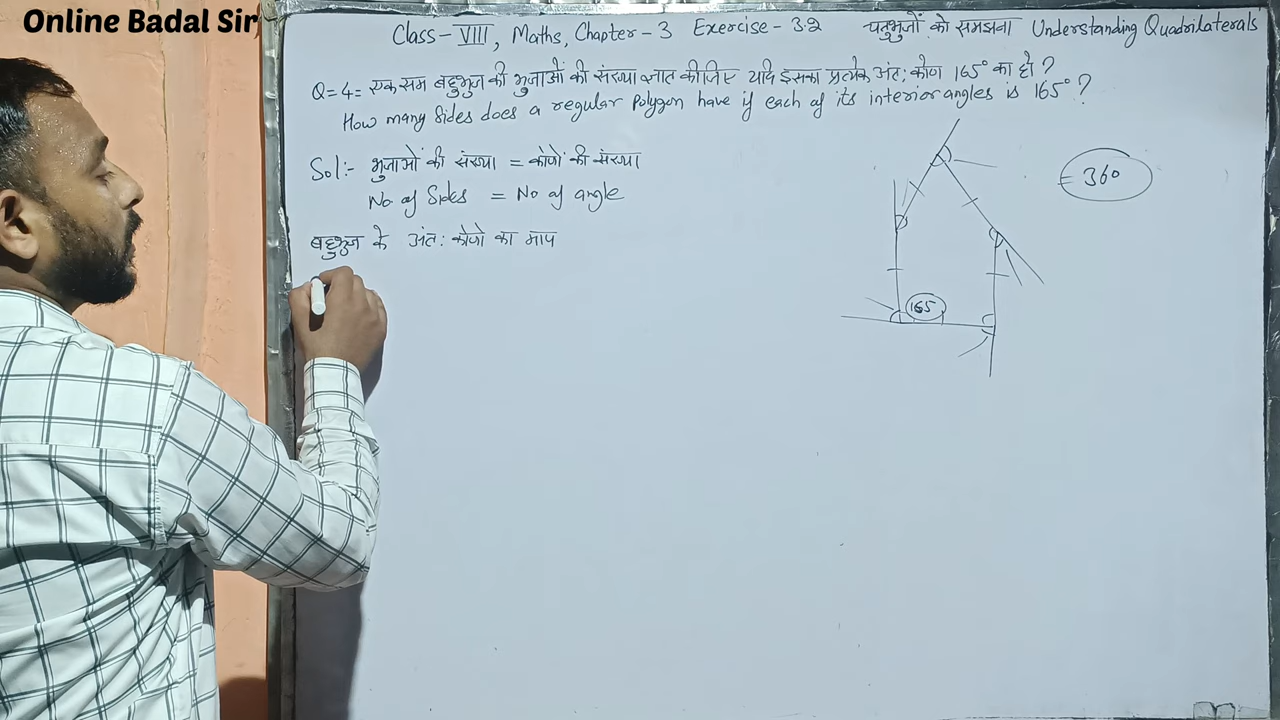 Online Badal Sir
Class-VIII, Maths, Chapter-3 Exercise-3.2 चतुर्भुजों को समझना Understanding Quadrilaterals
Q=4= एक सम बहुभुज की भुजाओं की संख्या ज्ञात कीजिए यदि इसका प्रत्येक अंत: कोण 165° का हो?
How many sides does a regular polygon have if each of its interior angles is 165°?
Sol:- भुजाओं की संख्या = कोणों की संख्या
No of Sides = No of angle
बहुभुज के अंत: कोणो का माप
= 360
165